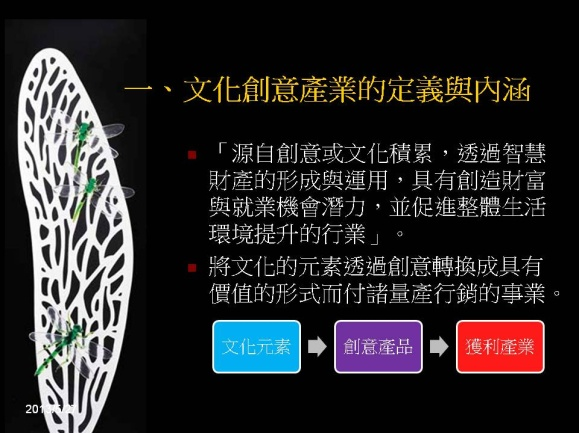 一、文化創意產業的定義與內涵
「源自創意或文化積累，透過智慧
財產的形成與運用，具有創造財富
與就業機會潛力，並促進整體生活
環境提升的行業」。
將文化的元素透過創意轉換成具有
價值的形式而付諸量產行銷的事業。
文化元素
創意產品
獲利產業